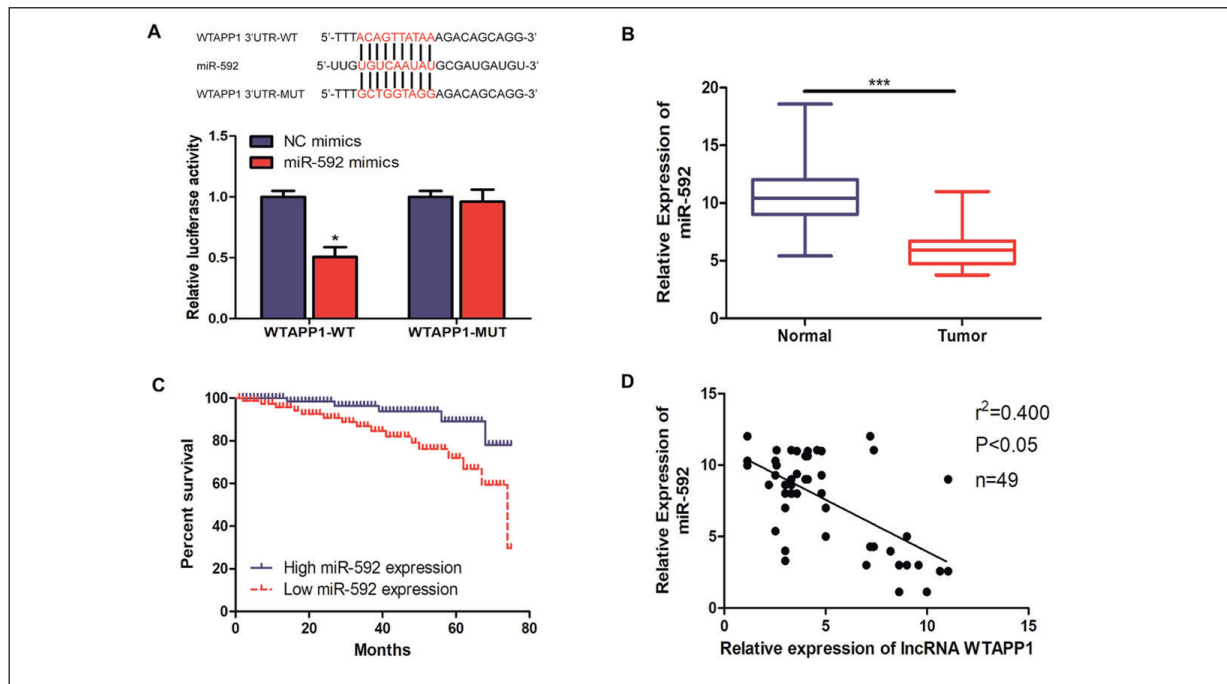 A
WTAPP1 3'UTR-WT 5'-TTTACAGTTATAAAGACAGCAGG-3'
miR-592 5'-UUGUGUCAAUAUGCGAUGAUGU-3'
WTAPP1 3'UTR-MUT 5'-TTTGCTGGTAGGAGACAGCAGG-3'
NC mimics
miR-592 mimics
Relative luciferase activity
1.5
1.0
0.5
0.0
*
WTAPP1-WT WTAPP1-MUT
B
Relative Expression of
miR-592
20
15
10
5
0
***
Normal Tumor
C
Percent survival
100
80
60
40
20
0
High miR-592 expression
Low miR-592 expression
0 20 40 60 80
Months
D
Relative Expression of
miR-592
15
10
5
0
r²=0.400
P<0.05
n=49
0 5 10 15
Relative expression of lncRNA WTAPP1